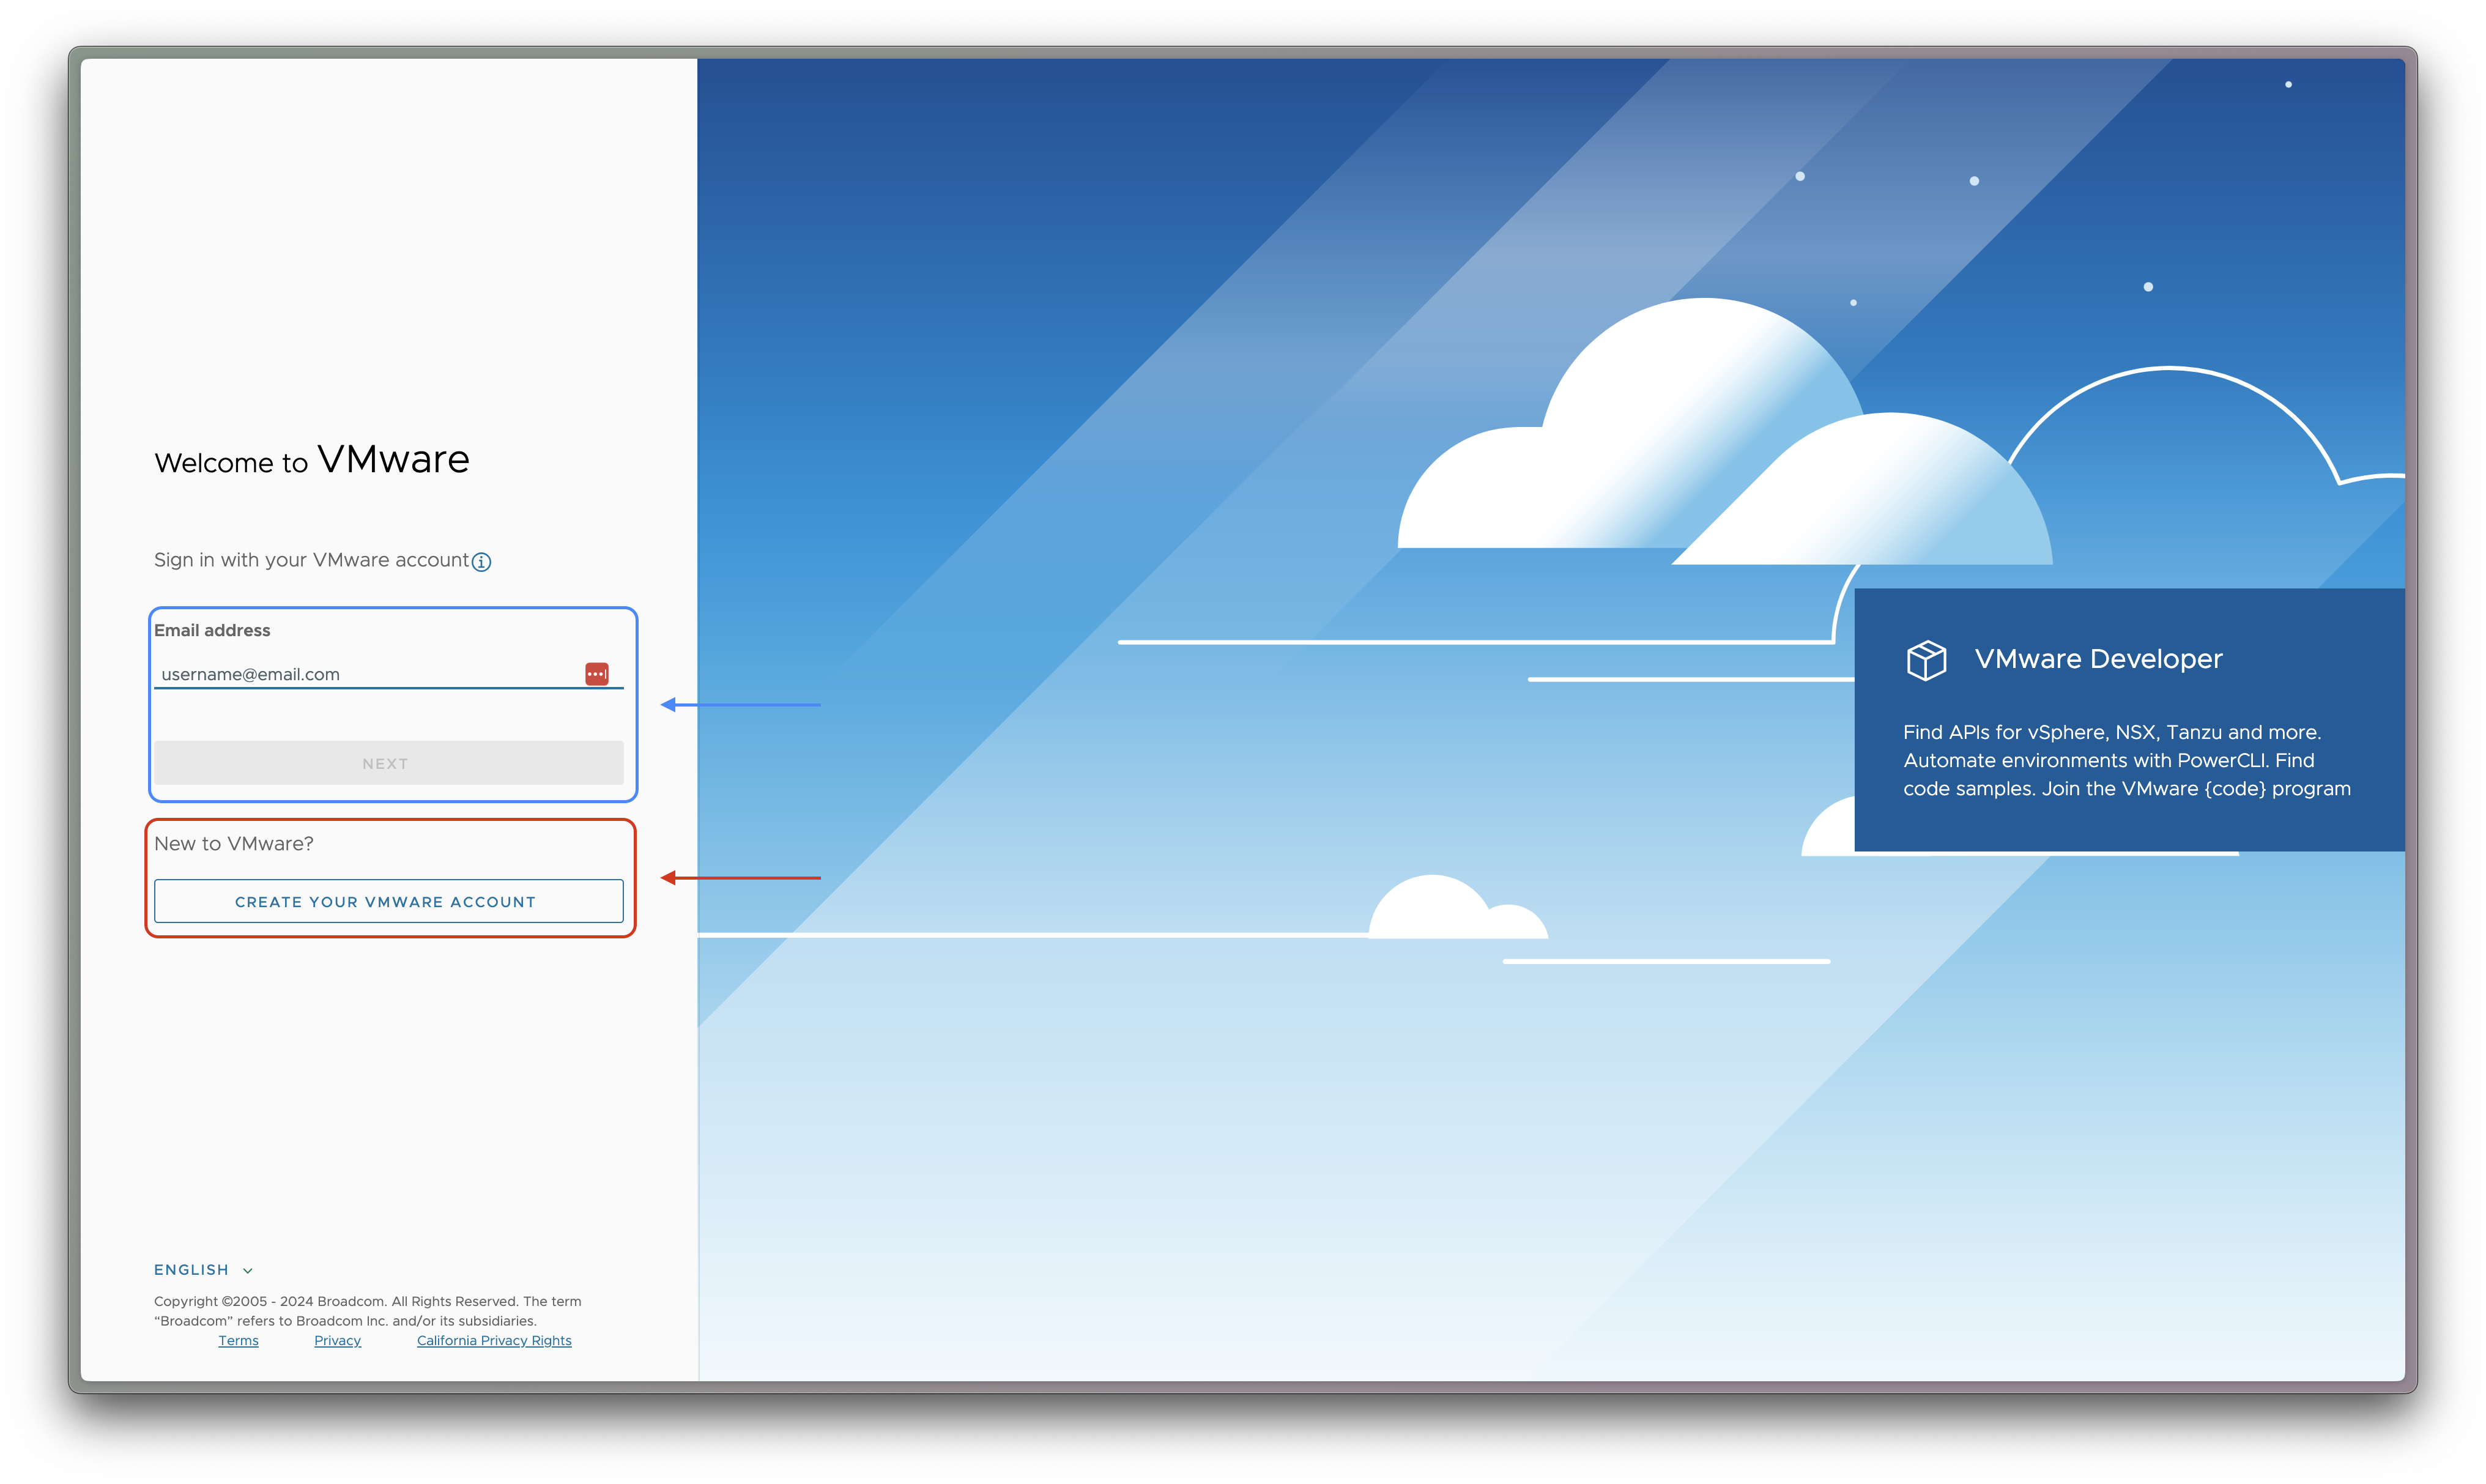 Welcome to VMware
Sign in with your VMware account
Email address
username@email.com
NEXT
New to VMware?
CREATE YOUR VMWARE ACCOUNT
ENGLISH
Copyright ©2005 - 2024 Broadcom. All Rights Reserved. The term
“Broadcom” refers to Broadcom Inc. and/or its subsidiaries.
Terms Privacy California Privacy Rights
VMware Developer
Find APIs for vSphere, NSX, Tanzu and more.
Automate environments with PowerCLI. Find
code samples. Join the VMware {code} program